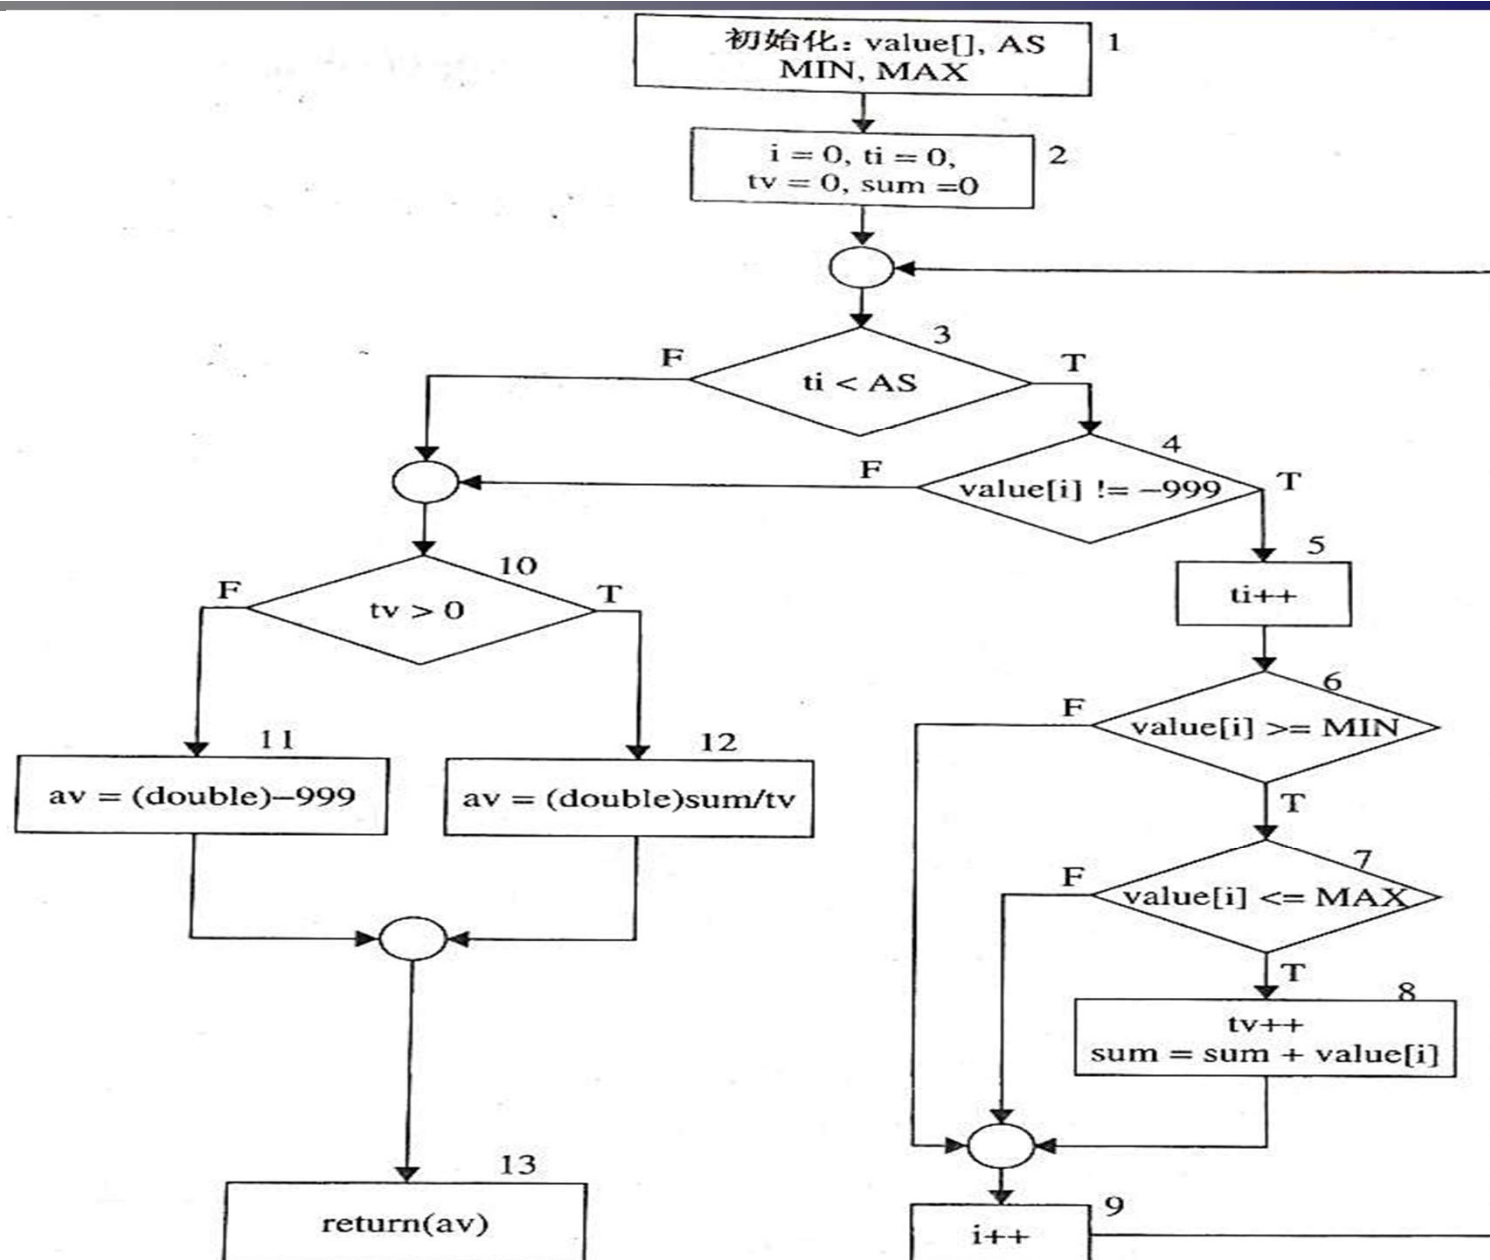 初始化: value[], AS
MIN, MAX
1
i = 0, ti = 0,
tv = 0, sum =0
2
3
F
ti < AS
T
4
F
value[i] != –999
T
5
ti++
10
F
tv > 0
T
6
F
value[i] >= MIN
T
11
av = (double)–999
12
av = (double)sum/tv
7
F
value[i] <= MAX
T
8
tv++
sum = sum + value[i]
13
return(av)
9
i++